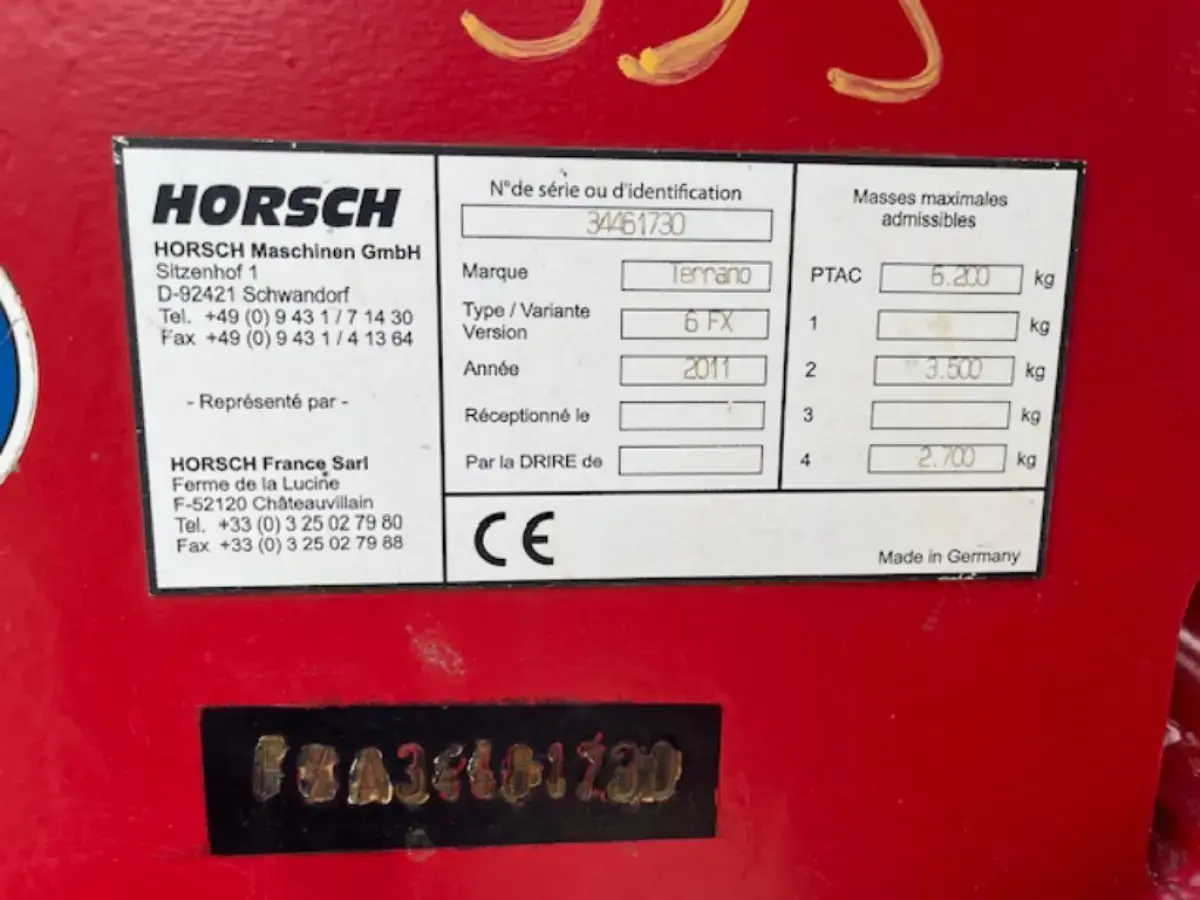 HORSCH
HORSCH Maschinen GmbH
Sitzenhof 1
D-92421 Schwandorf
Tel. +49 (0) 9 43 1 / 7 14 30
Fax +49 (0) 9 43 1 / 4 13 64
- Représenté par -
HORSCH France Sarl
Ferme de la Lucine
F-52120 Châteauvillain
Tel. +33 (0) 3 25 02 79 80
Fax +33 (0) 3 25 02 79 88
N°de série ou d'identification
34461730
Marque Terrano
Type / Variante
Version 6 FX
Année 2011
Réceptionné le
Par la DRIRE de
Masses maximales
admissibles
PTAC 6.200 kg
1 kg
2 3.500 kg
3 kg
4 2.700 kg
CE
Made in Germany